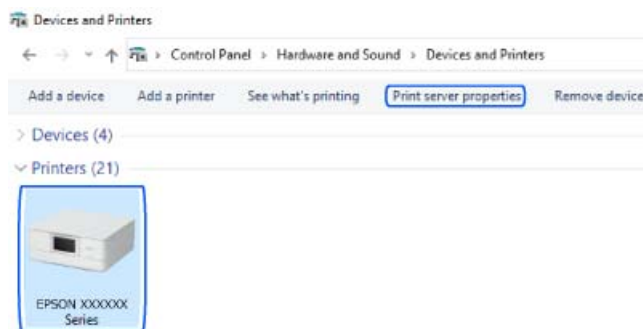 Devices and Printers
Control Panel > Hardware and Sound > Devices and Printers
Add a device Add a printer See what's printing Print server properties Remove device
Devices (4)
Printers (21)
EPSON XXXXXX
Series